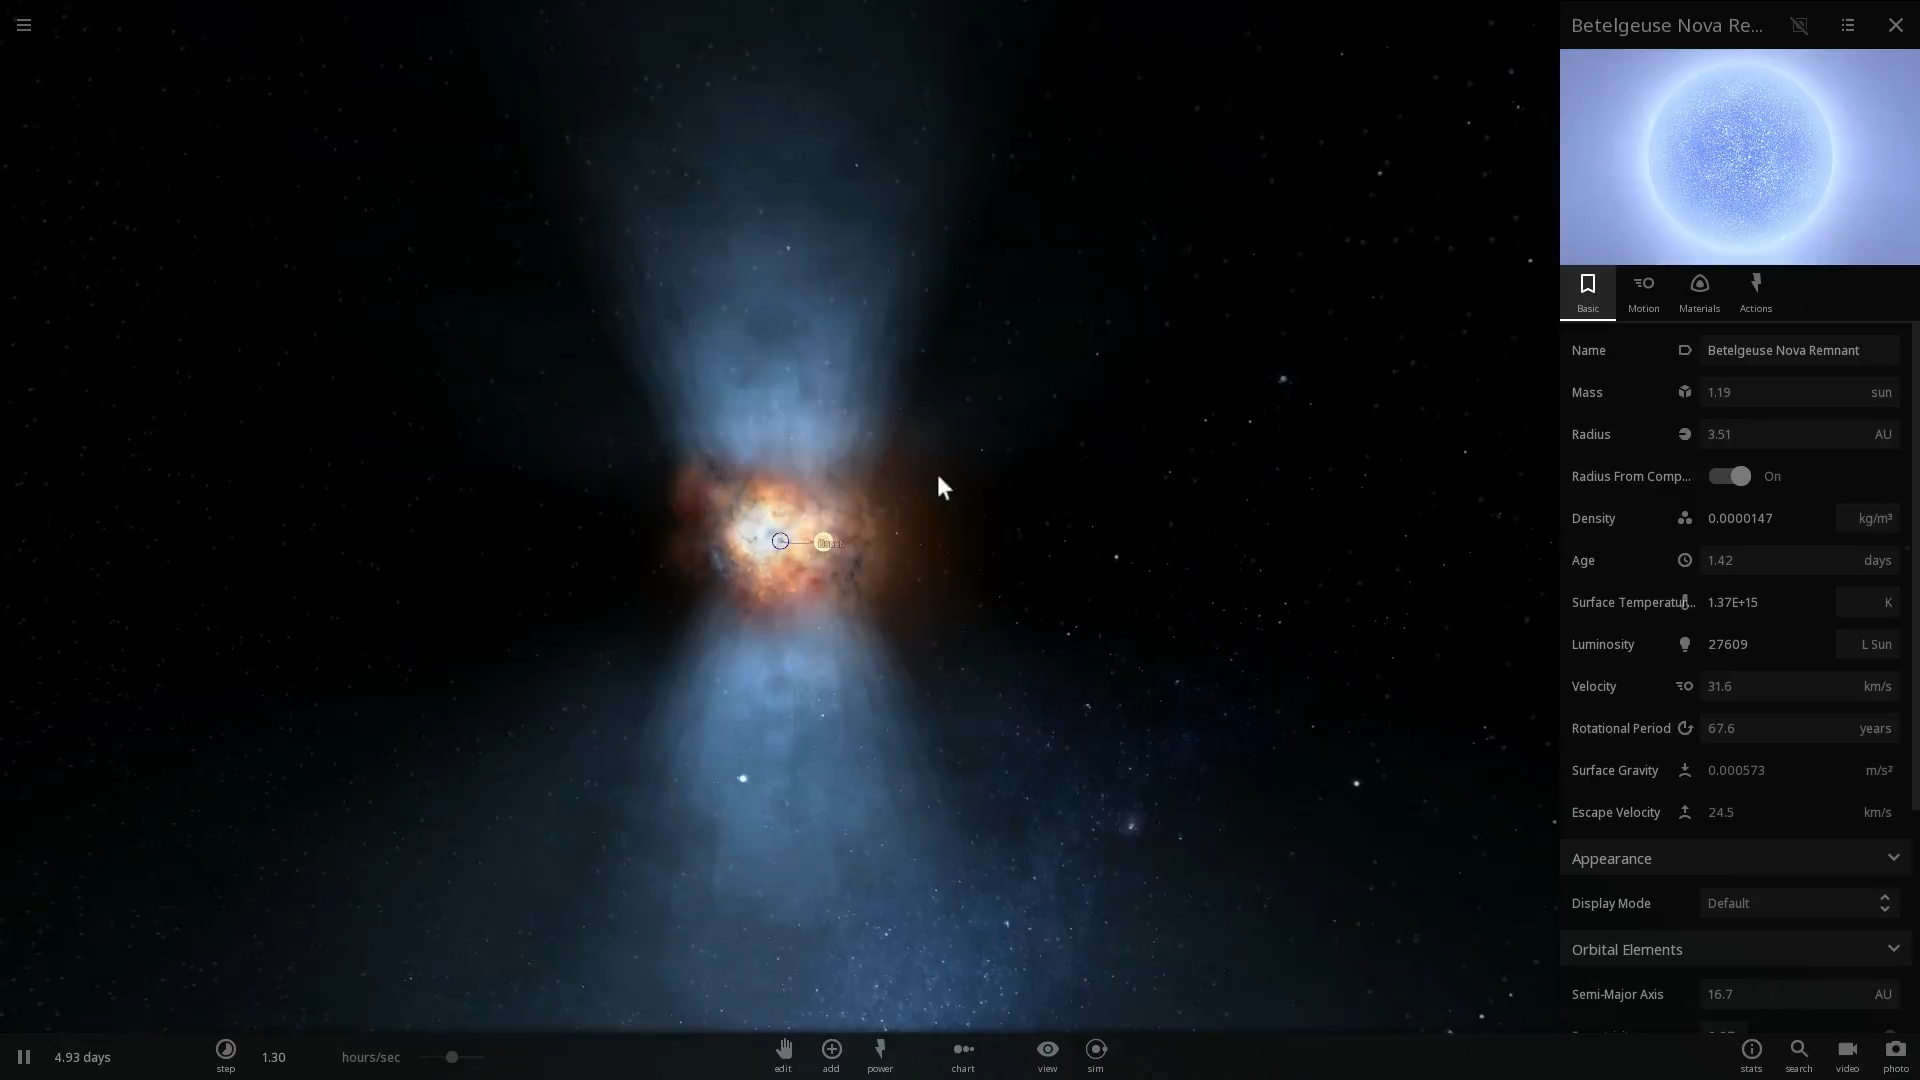 Betelgeuse Nova Re...
Basic Motion Materials Actions
Name Betelgeuse Nova Remnant
Mass 1.19 sun
Radius 3.51 AU
Radius From Comp... On
Density 0.0000147 kg/m³
Age 1.42 days
Surface Temperatur... 1.37E+15 K
Luminosity 27609 L Sun
Velocity 31.6 km/s
Rotational Period 67.6 years
Surface Gravity 0.000573 m/s²
Escape Velocity 24.5 km/s
Appearance
Display Mode Default
Orbital Elements
Semi-Major Axis 16.7 AU
4.93 days step 1.30 hours/sec edit add power chart view sim stats search video photo